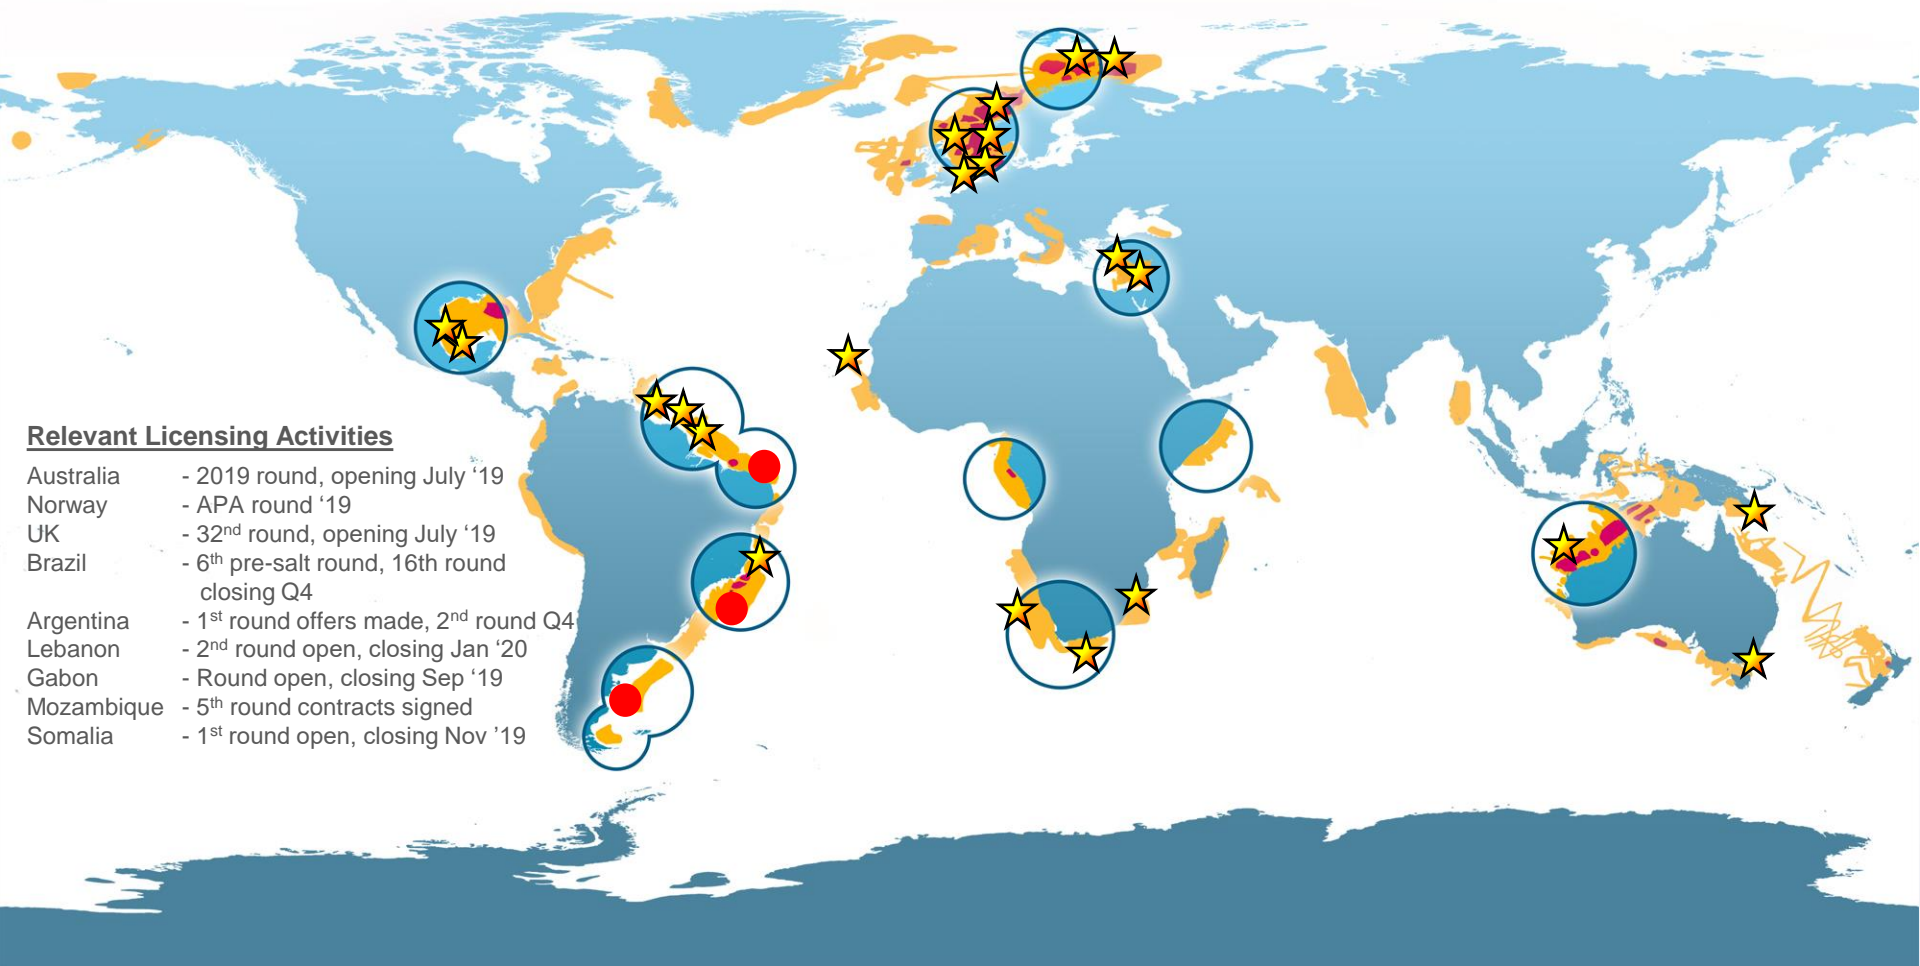 Relevant Licensing Activities
Australia - 2019 round, opening July ‘19
Norway - APA round ‘19
UK - 32nd round, opening July ‘19
Brazil - 6th pre-salt round, 16th round
closing Q4
Argentina - 1st round offers made, 2nd round Q4
Lebanon - 2nd round open, closing Jan ‘20
Gabon - Round open, closing Sep ‘19
Mozambique - 5th round contracts signed
Somalia - 1st round open, closing Nov ’19